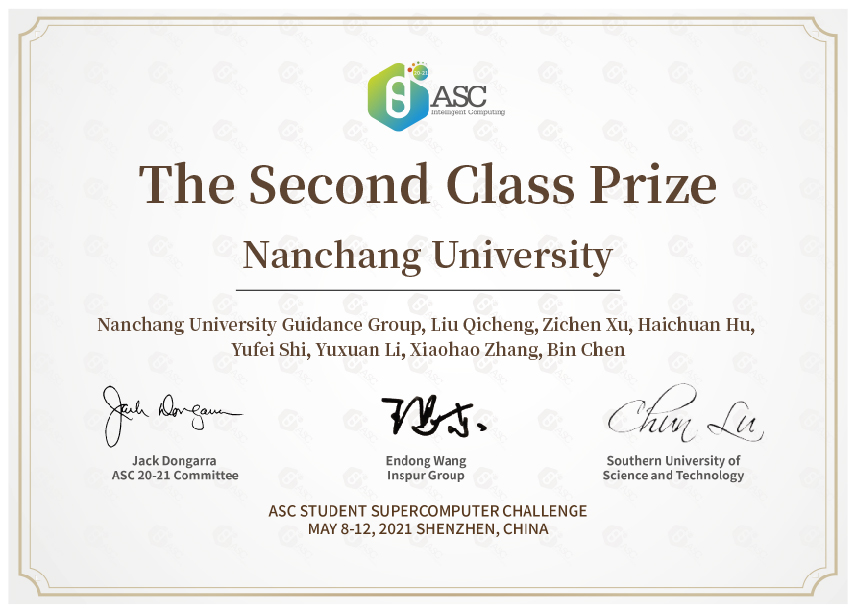 20-21
ASC
Intelligent Computing
The Second Class Prize
Nanchang University
Nanchang University Guidance Group, Liu Qicheng, Zichen Xu, Haichuan Hu,
Yufei Shi, Yuxuan Li, Xiaohao Zhang, Bin Chen
Jack Dongarra
Chun Lu
Jack Dongarra
ASC 20-21 Committee
Endong Wang
Inspur Group
Southern University of
Science and Technology
ASC STUDENT SUPERCOMPUTER CHALLENGE
MAY 8-12, 2021 SHENZHEN, CHINA